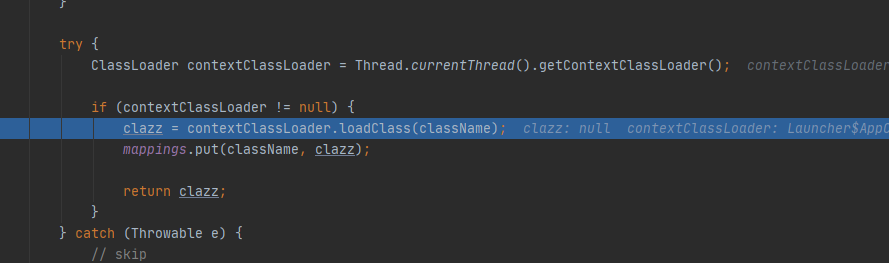 }
try {
ClassLoader contextClassLoader = Thread.currentThread().getContextClassLoader(); contextClassLoader
if (contextClassLoader != null) {
clazz = contextClassLoader.loadClass(className); clazz: null contextClassLoader: Launcher$AppC
mappings.put(className, clazz);
return clazz;
}
} catch (Throwable e) {
// skip